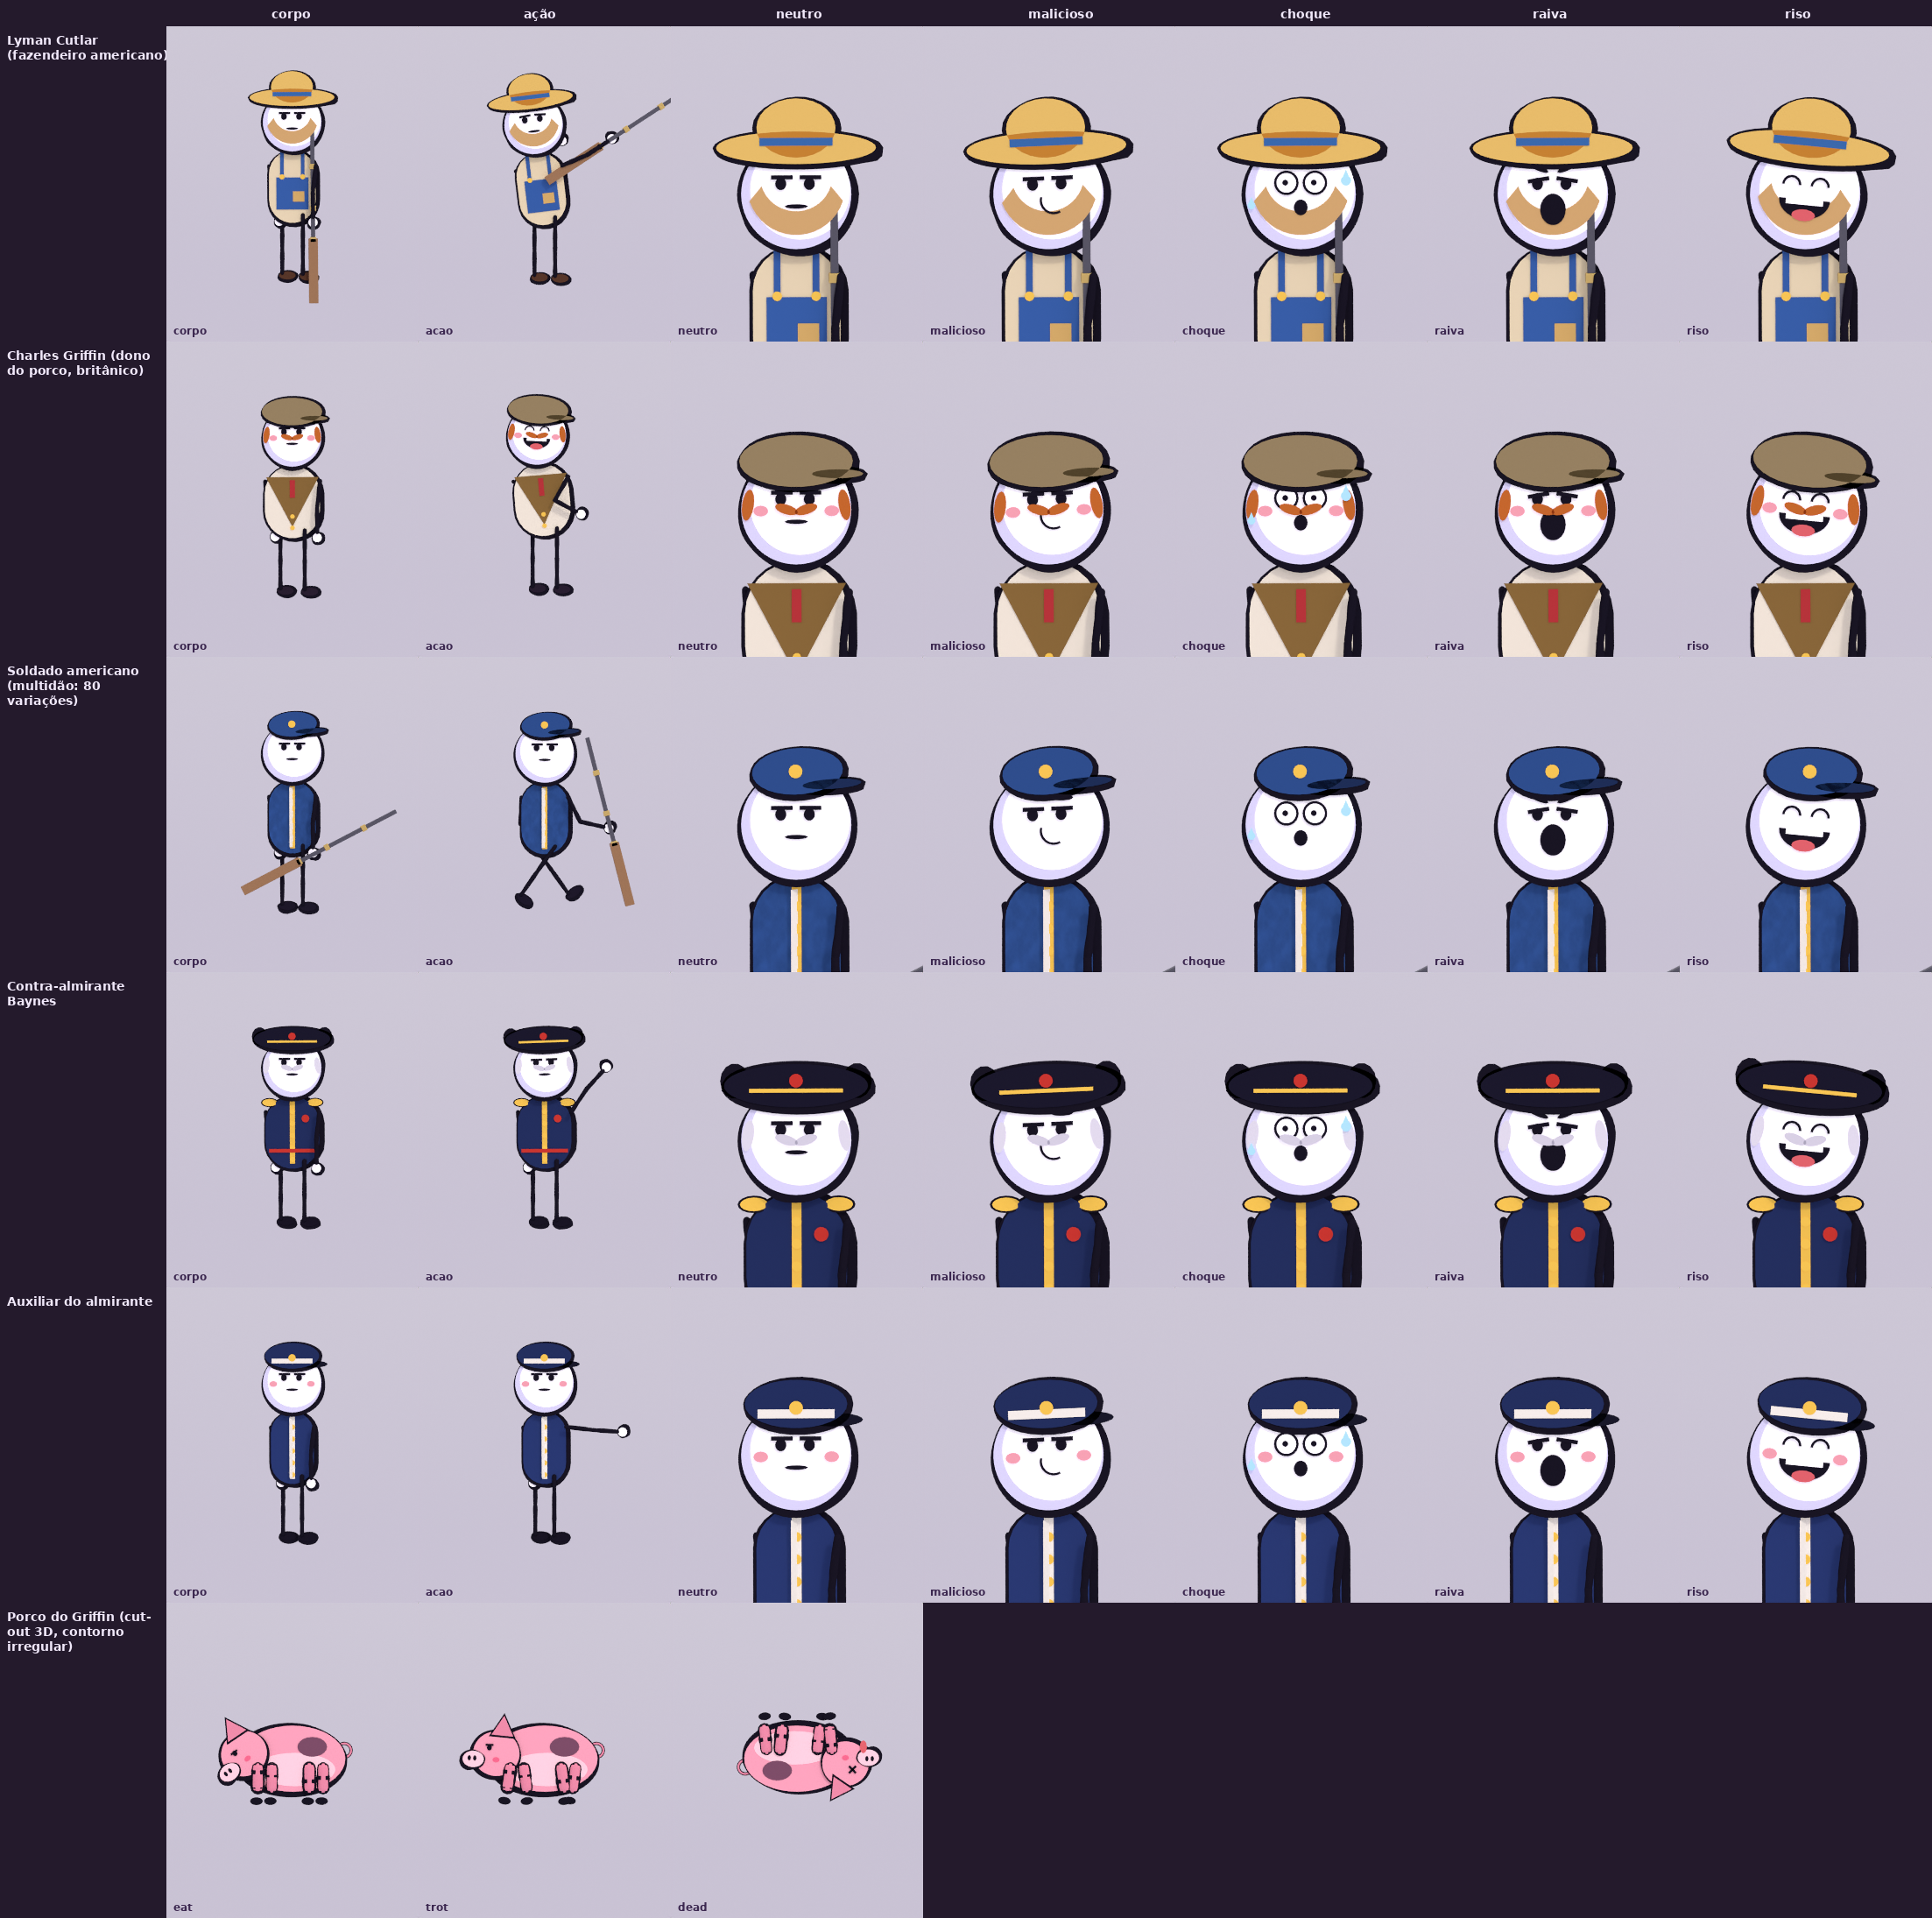 corpo ação neutro malicioso choque raiva riso
Lyman Cutlar
(fazendeiro americano)
corpo acao neutro malicioso choque raiva riso
Charles Griffin (dono
do porco, britânico)
corpo acao neutro malicioso choque raiva riso
Soldado americano
(multidão: 80
variações)
corpo acao neutro malicioso choque raiva riso
Contra-almirante
Baynes
corpo acao neutro malicioso choque raiva riso
Auxiliar do almirante
corpo acao neutro malicioso choque raiva riso
Porco do Griffin (cut-
out 3D, contorno
irregular)
eat trot dead